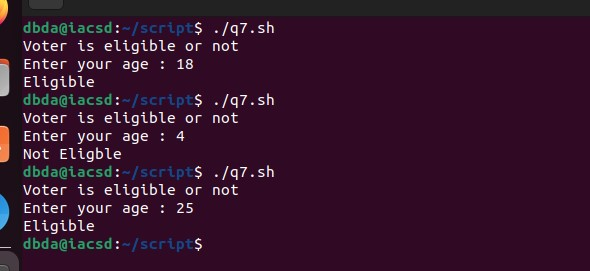 dbda@iacsd:~/script$ ./q7.sh
Voter is eligible or not
Enter your age : 18
Eligible
dbda@iacsd:~/script$ ./q7.sh
Voter is eligible or not
Enter your age : 4
Not Eligble
dbda@iacsd:~/script$ ./q7.sh
Voter is eligible or not
Enter your age : 25
Eligible
dbda@iacsd:~/script$